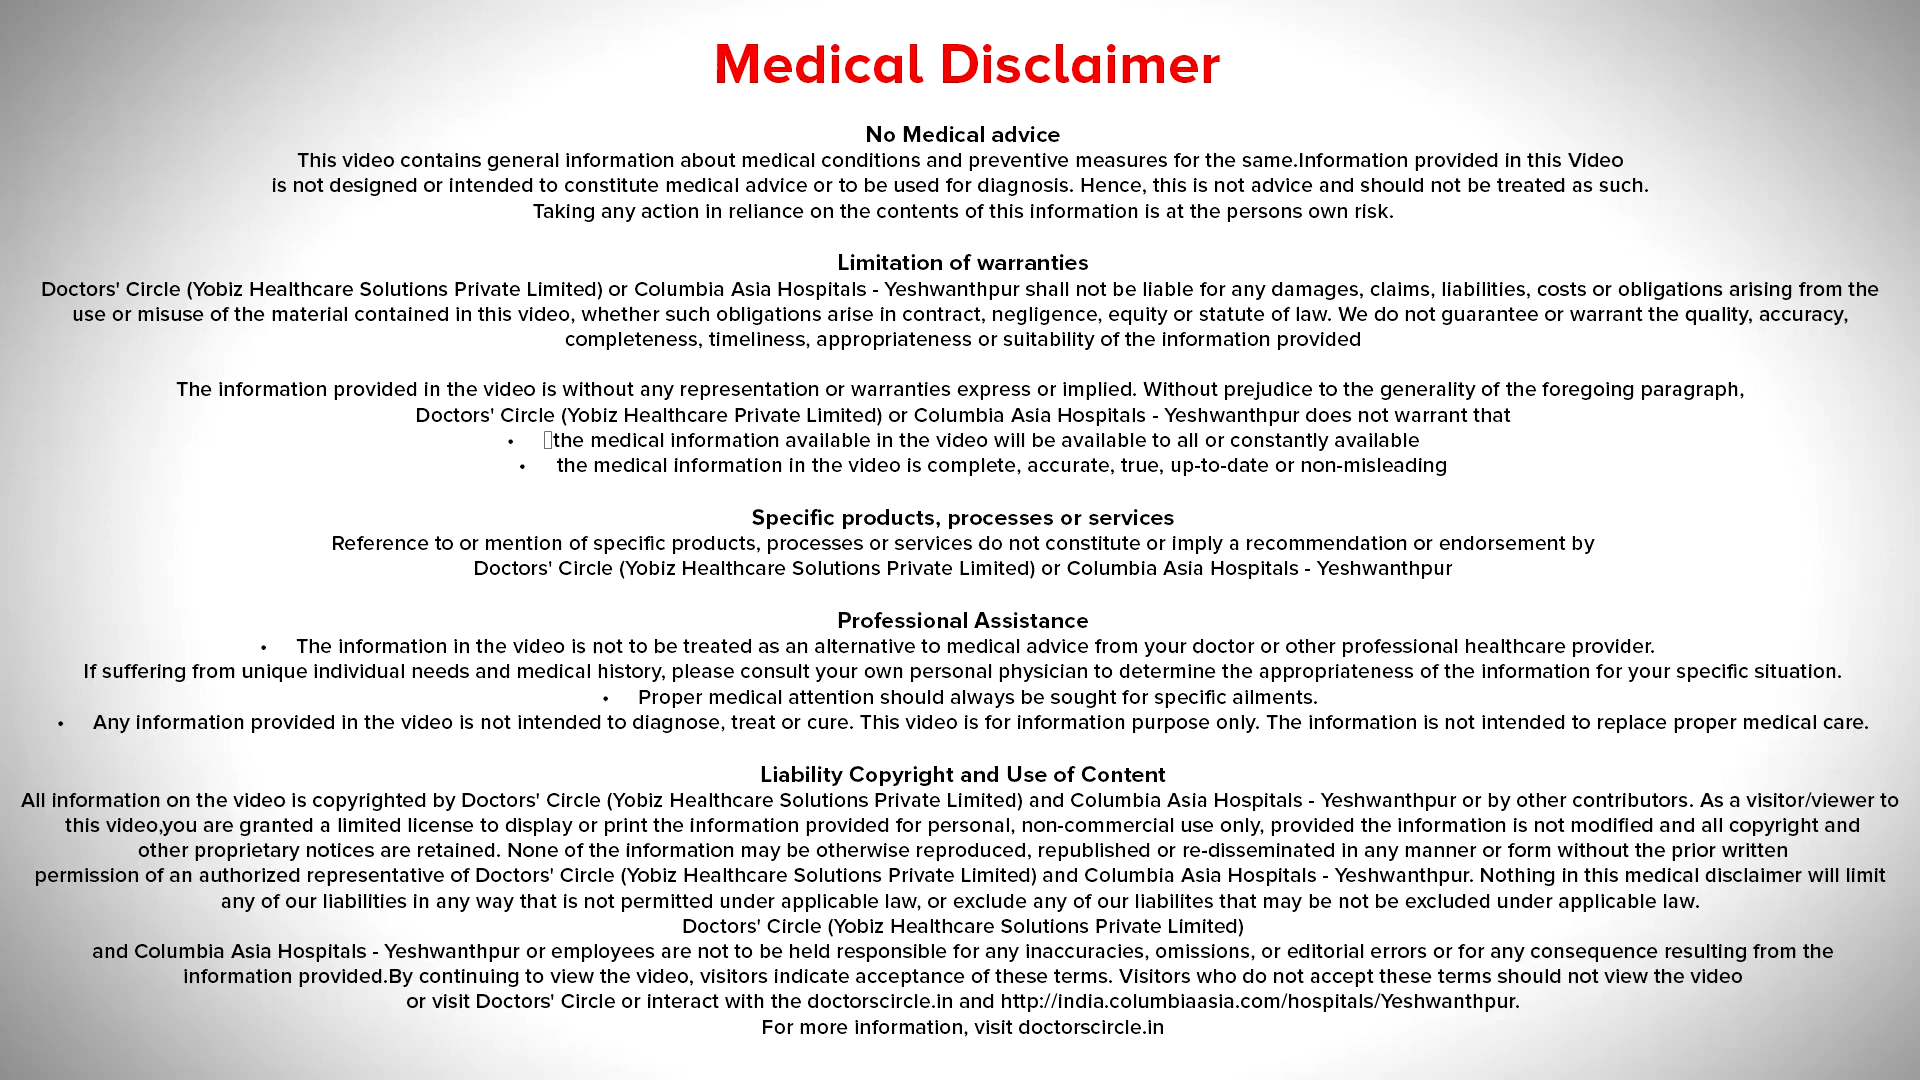 Medical Disclaimer
No Medical advice
This video contains general information about medical conditions and preventive measures for the same.Information provided in this Video
is not designed or intended to constitute medical advice or to be used for diagnosis. Hence, this is not advice and should not be treated as such.
Taking any action in reliance on the contents of this information is at the persons own risk.
Limitation of warranties
Doctors' Circle (Yobiz Healthcare Solutions Private Limited) or Columbia Asia Hospitals - Yeshwanthpur shall not be liable for any damages, claims, liabilities, costs or obligations arising from the
use or misuse of the material contained in this video, whether such obligations arise in contract, negligence, equity or statute of law. We do not guarantee or warrant the quality, accuracy,
completeness, timeliness, appropriateness or suitability of the information provided
The information provided in the video is without any representation or warranties express or implied. Without prejudice to the generality of the foregoing paragraph,
Doctors' Circle (Yobiz Healthcare Private Limited) or Columbia Asia Hospitals - Yeshwanthpur does not warrant that
• the medical information available in the video will be available to all or constantly available
• the medical information in the video is complete, accurate, true, up-to-date or non-misleading
Specific products, processes or services
Reference to or mention of specific products, processes or services do not constitute or imply a recommendation or endorsement by
Doctors' Circle (Yobiz Healthcare Solutions Private Limited) or Columbia Asia Hospitals - Yeshwanthpur
Professional Assistance
• The information in the video is not to be treated as an alternative to medical advice from your doctor or other professional healthcare provider.
If suffering from unique individual needs and medical history, please consult your own personal physician to determine the appropriateness of the information for your specific situation.
• Proper medical attention should always be sought for specific ailments.
• Any information provided in the video is not intended to diagnose, treat or cure. This video is for information purpose only. The information is not intended to replace proper medical care.
Liability Copyright and Use of Content
All information on the video is copyrighted by Doctors' Circle (Yobiz Healthcare Solutions Private Limited) and Columbia Asia Hospitals - Yeshwanthpur or by other contributors. As a visitor/viewer to
this video,you are granted a limited license to display or print the information provided for personal, non-commercial use only, provided the information is not modified and all copyright and
other proprietary notices are retained. None of the information may be otherwise reproduced, republished or re-disseminated in any manner or form without the prior written
permission of an authorized representative of Doctors' Circle (Yobiz Healthcare Solutions Private Limited) and Columbia Asia Hospitals - Yeshwanthpur. Nothing in this medical disclaimer will limit
any of our liabilities in any way that is not permitted under applicable law, or exclude any of our liabilites that may be not be excluded under applicable law.
Doctors' Circle (Yobiz Healthcare Solutions Private Limited)
and Columbia Asia Hospitals - Yeshwanthpur or employees are not to be held responsible for any inaccuracies, omissions, or editorial errors or for any consequence resulting from the
information provided.By continuing to view the video, visitors indicate acceptance of these terms. Visitors who do not accept these terms should not view the video
or visit Doctors' Circle or interact with the doctorscircle.in and http://india.columbiaasia.com/hospitals/Yeshwanthpur.
For more information, visit doctorscircle.in